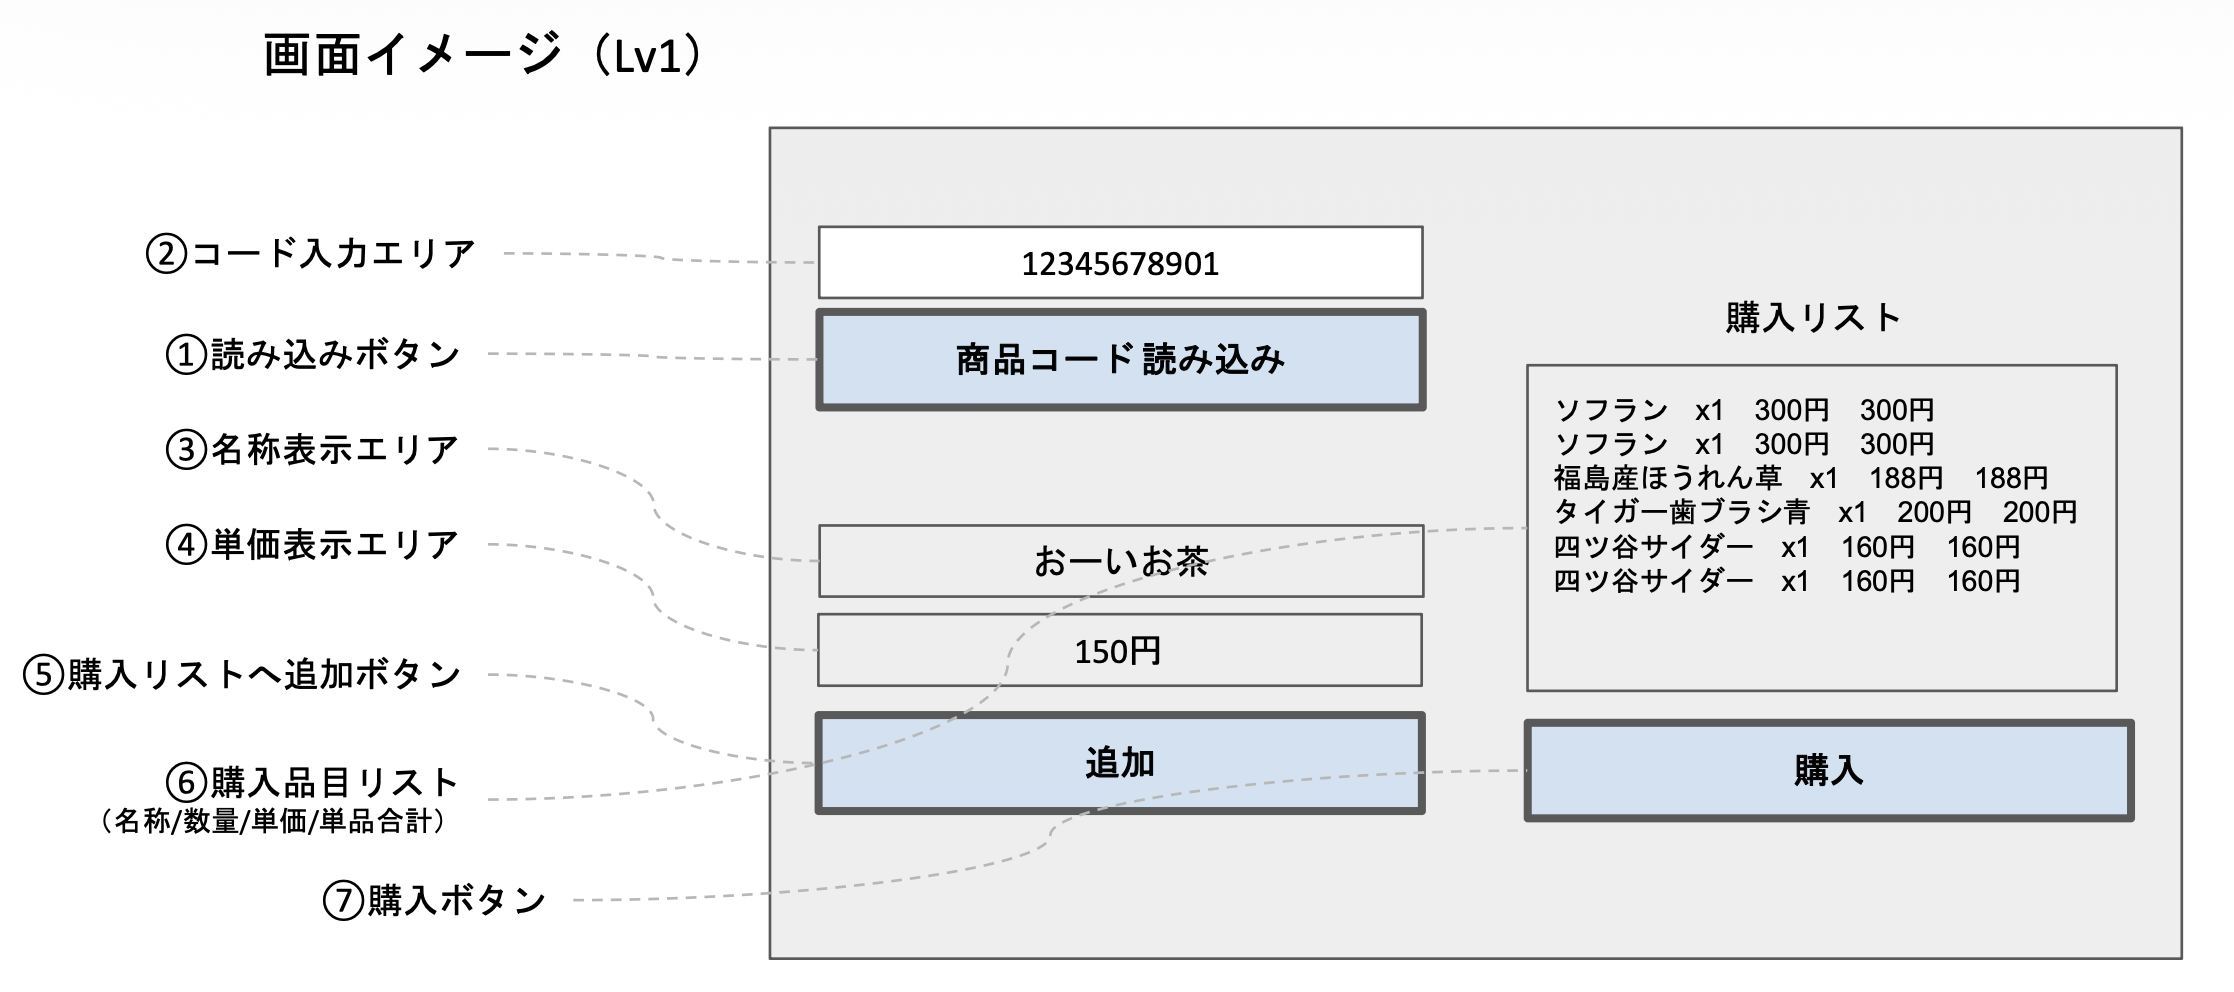 画面イメージ（Lv1）
②コード入力エリア
①読み込みボタン
③名称表示エリア
④単価表示エリア
⑤購入リストへ追加ボタン
⑥購入品目リスト
（名称/数量/単価/単品合計）
⑦購入ボタン
12345678901
商品コード 読み込み
おーいお茶
150円
追加
購入リスト
ソフラン　x1　300円　300円
ソフラン　x1　300円　300円
福島産ほうれん草　x1　188円　188円
タイガー歯ブラシ青　x1　200円　200円
四ツ谷サイダー　x1　160円　160円
四ツ谷サイダー　x1　160円　160円
購入